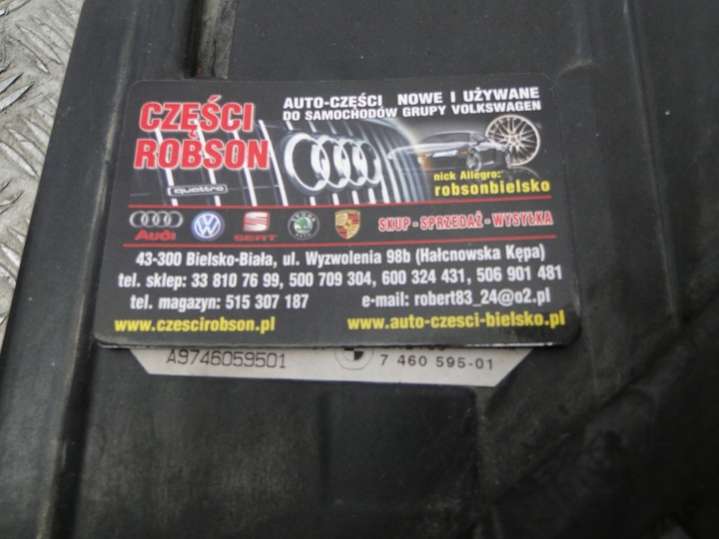 CZĘŚCI
ROBSON
AUTO-CZĘŚCI NOWE I UŻYWANE
DO SAMOCHODÓW GRUPY VOLKSWAGEN
quattro
nick Allegro:
robsonbielsko
Audi
SEAT
SKUP - SPRZEDAŻ - WYSYŁKA
43-300 Bielsko-Biała, ul. Wyzwolenia 98b (Hałcnowska Kępa)
tel. sklep: 33 810 76 99, 500 709 304, 600 324 431, 506 901 481
tel. magazyn: 515 307 187 e-mail: robert83_24@o2.pl
www.czescirobson.pl www.auto-czesci-bielsko.pl
A9746059501 7 460 595-01